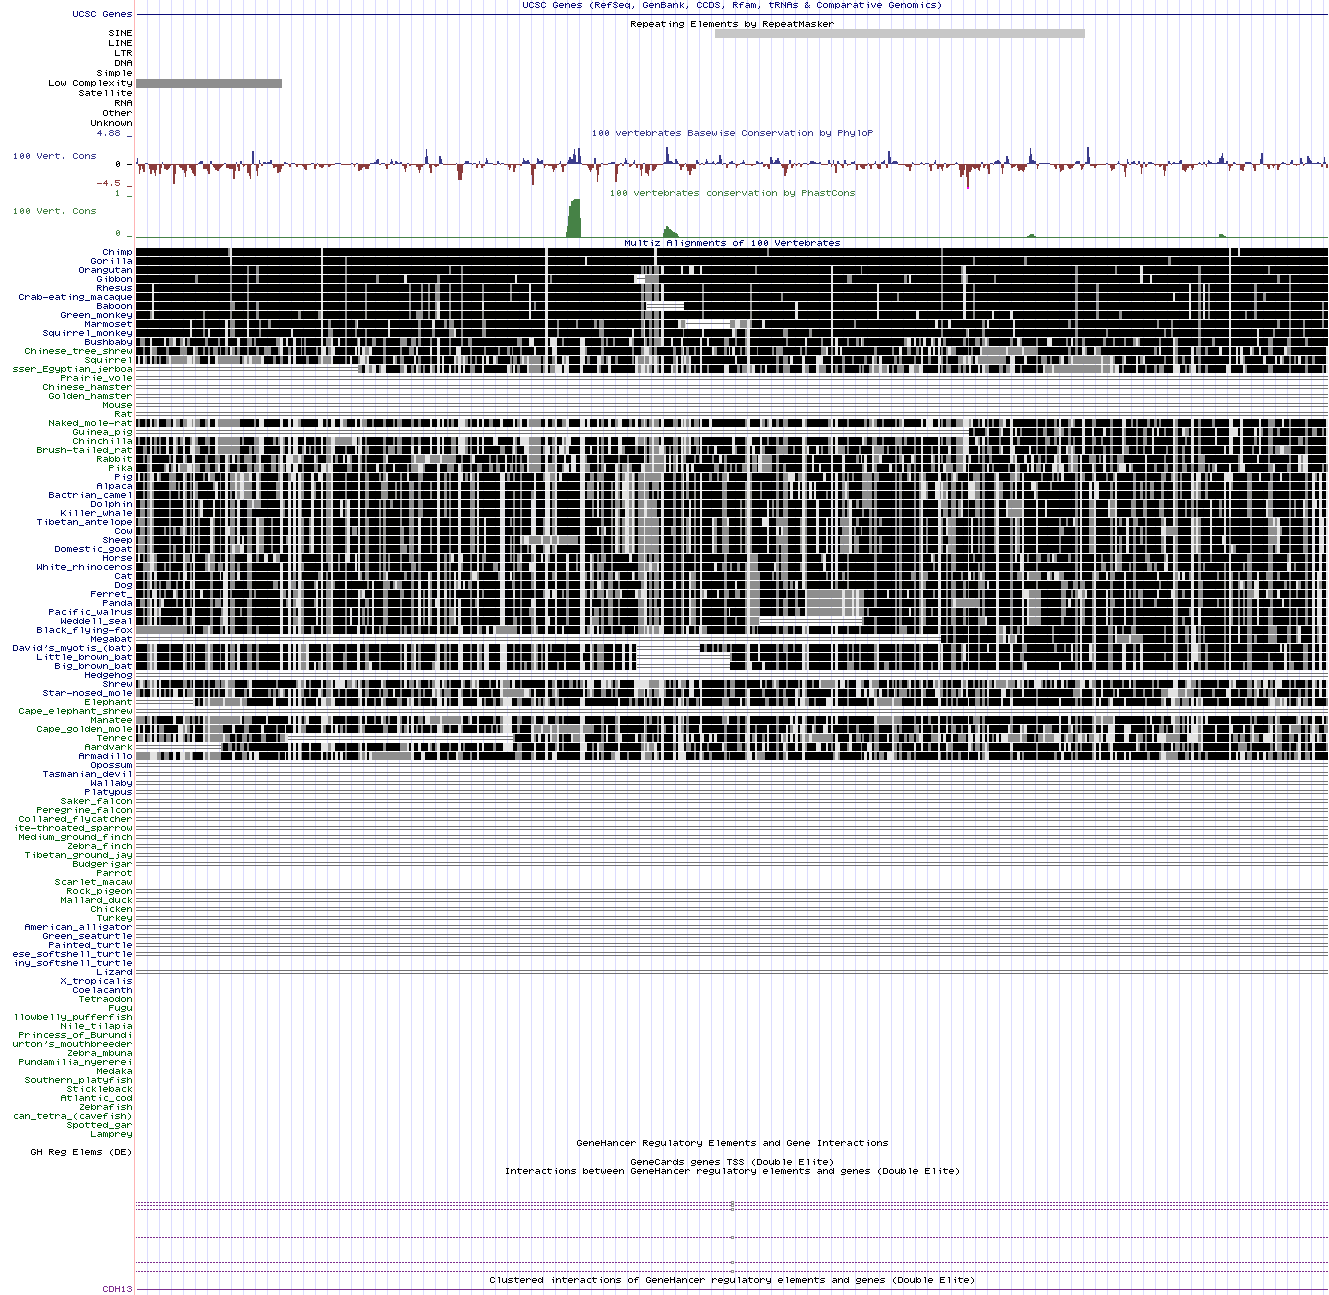 UCSC Genes (RefSeq, GenBank, CCDS, Rfam, tRNAs & Comparative Genomics)
UCSC Genes
Repeating Elements by RepeatMasker
SINE
LINE
LTR
DNA
Simple
Low Complexity
Satellite
RNA
Other
Unknown
4.88 _
100 vertebrates Basewise Conservation by PhyloP
100 Vert. Cons
0 _
-4.5 _
1 _
100 vertebrates conservation by PhastCons
100 Vert. Cons
0 _
Multiz Alignments of 100 Vertebrates
Chimp
Gorilla
Orangutan
Gibbon
Rhesus
Crab-eating_macaque
Baboon
Green_monkey
Marmoset
Squirrel_monkey
Bushbaby
Chinese_tree_shrew
Squirrel
sser_Egyptian_jerboa
Prairie_vole
Chinese_hamster
Golden_hamster
Mouse
Rat
Naked_mole-rat
Guinea_pig
Chinchilla
Brush-tailed_rat
Rabbit
Pika
Pig
Alpaca
Bactrian_camel
Dolphin
Killer_whale
Tibetan_antelope
Cow
Sheep
Domestic_goat
Horse
White_rhinoceros
Cat
Dog
Ferret_
Panda
Pacific_walrus
Weddell_seal
Black_flying-fox
Megabat
David's_myotis_(bat)
Little_brown_bat
Big_brown_bat
Hedgehog
Shrew
Star-nosed_mole
Elephant
Cape_elephant_shrew
Manatee
Cape_golden_mole
Tenrec
Aardvark
Armadillo
Opossum
Tasmanian_devil
Wallaby
Platypus
Saker_falcon
Peregrine_falcon
Collared_flycatcher
ite-throated_sparrow
Medium_ground_finch
Zebra_finch
Tibetan_ground_jay
Budgerigar
Parrot
Scarlet_macaw
Rock_pigeon
Mallard_duck
Chicken
Turkey
American_alligator
Green_seaturtle
Painted_turtle
ese_softshell_turtle
iny_softshell_turtle
Lizard
X_tropicalis
Coelacanth
Tetraodon
Fugu
llowbelly_pufferfish
Nile_tilapia
Princess_of_Burundi
urton's_mouthbreeder
Zebra_mbuna
Pundamilia_nyererei
Medaka
Southern_platyfish
Stickleback
Atlantic_cod
Zebrafish
can_tetra_(cavefish)
Spotted_gar
Lamprey
GeneHancer Regulatory Elements and Gene Interactions
GH Reg Elems (DE)
GeneCards genes TSS (Double Elite)
Interactions between GeneHancer regulatory elements and genes (Double Elite)
Clustered interactions of GeneHancer regulatory elements and genes (Double Elite)
CDH13